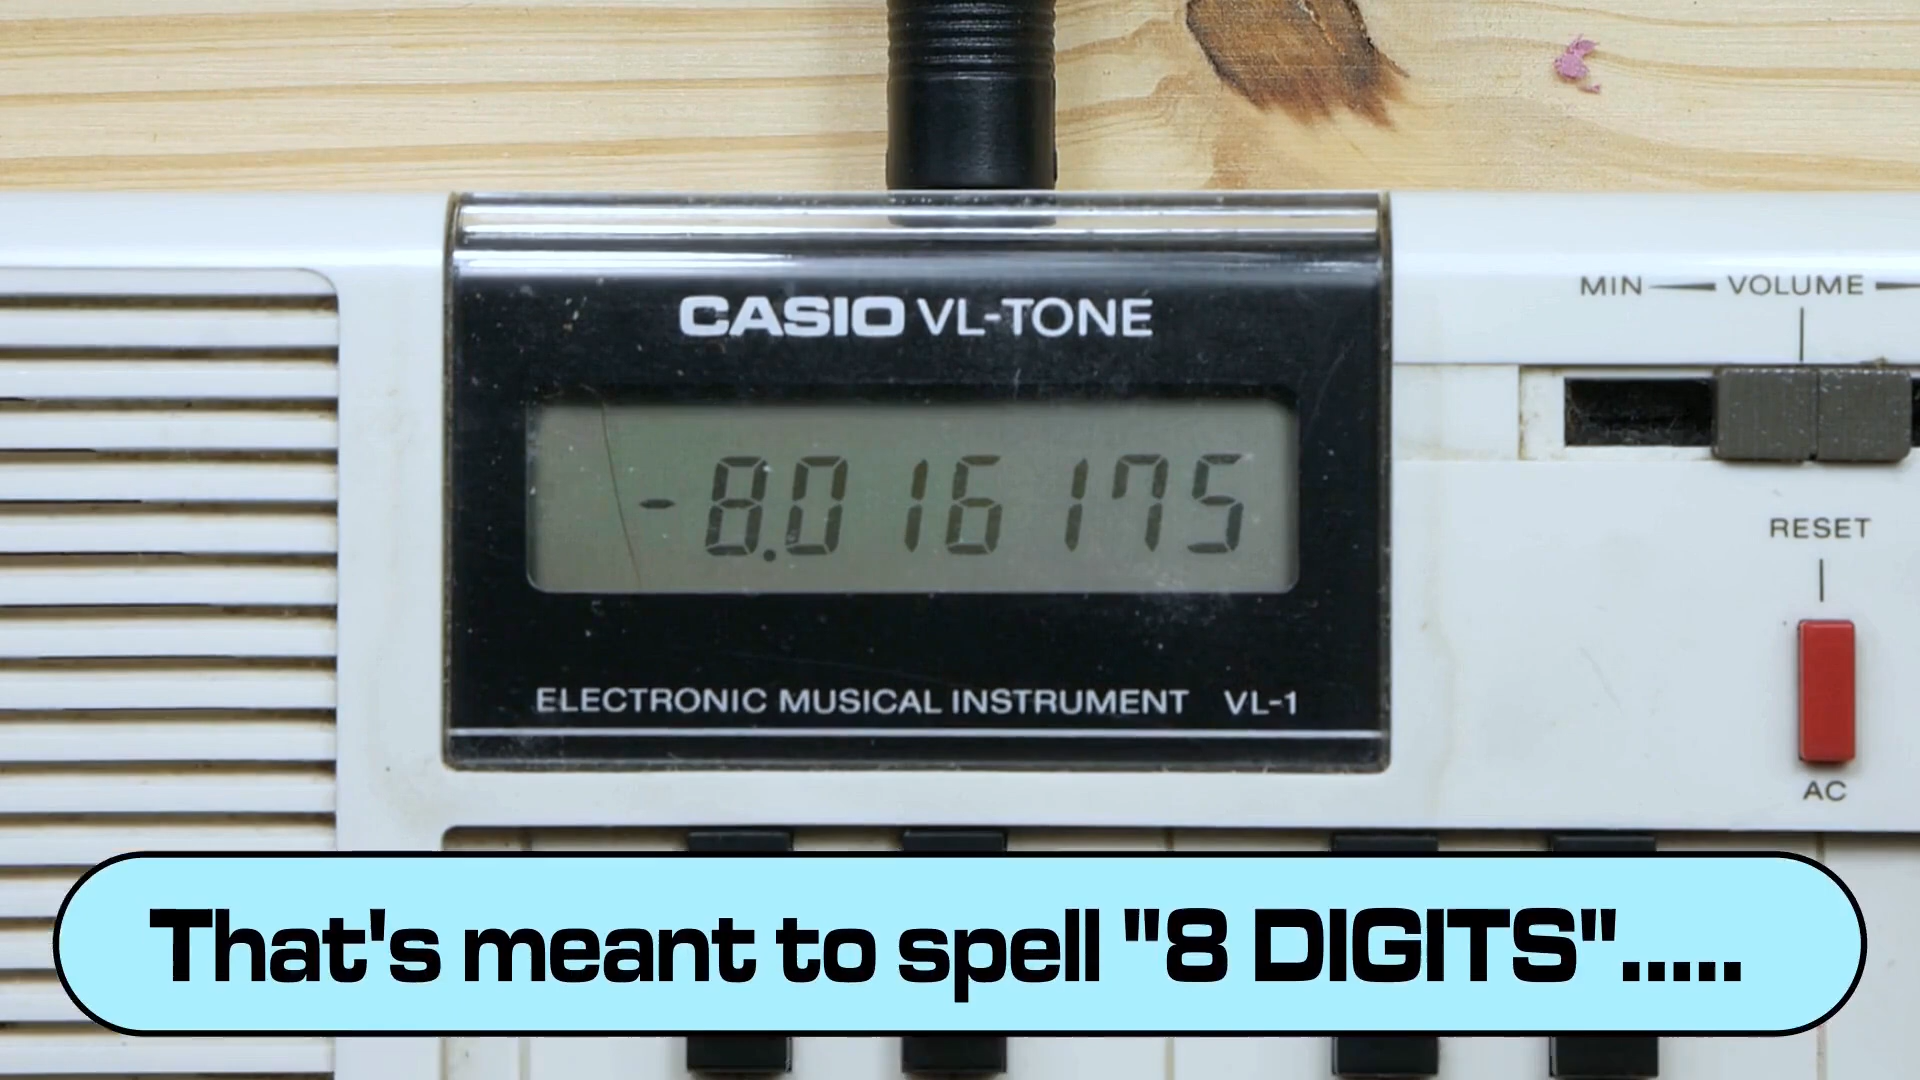 CASIO VL-TONE
MIN VOLUME
-8.016175
RESET
ELECTRONIC MUSICAL INSTRUMENT VL-1
AC
That's meant to spell "8 DIGITS".....